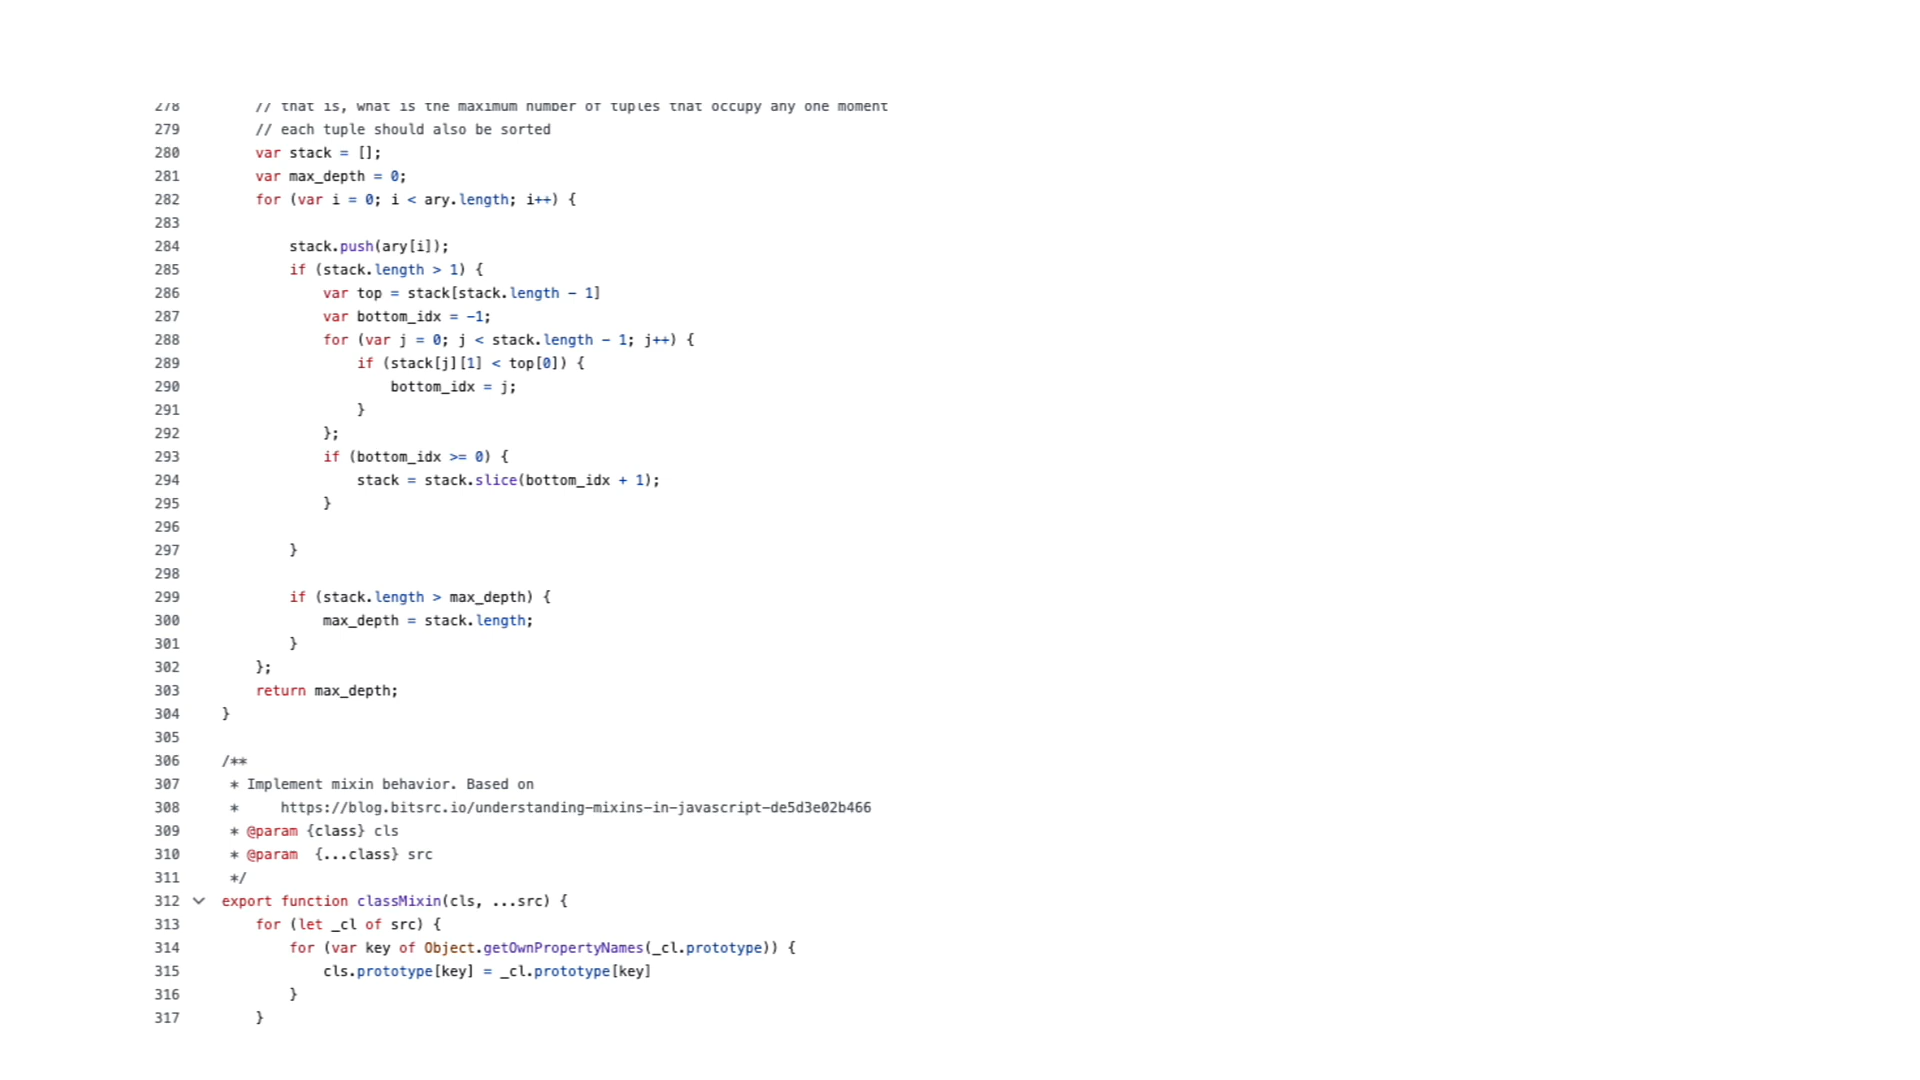 278 // that is, what is the maximum number of tuples that occupy any one moment
279 // each tuple should also be sorted
280 var stack = [];
281 var max_depth = 0;
282 for (var i = 0; i < ary.length; i++) {
283
284 stack.push(ary[i]);
285 if (stack.length > 1) {
286 var top = stack[stack.length - 1]
287 var bottom_idx = -1;
288 for (var j = 0; j < stack.length - 1; j++) {
289 if (stack[j][1] < top[0]) {
290 bottom_idx = j;
291 }
292 };
293 if (bottom_idx >= 0) {
294 stack = stack.slice(bottom_idx + 1);
295 }
296
297 }
298
299 if (stack.length > max_depth) {
300 max_depth = stack.length;
301 }
302 };
303 return max_depth;
304 }
305
306 /**
307 * Implement mixin behavior. Based on
308 * https://blog.bitsrc.io/understanding-mixins-in-javascript-de5d3e02b466
309 * @param {class} cls
310 * @param {...class} src
311 */
312 export function classMixin(cls, ...src) {
313 for (let _cl of src) {
314 for (var key of Object.getOwnPropertyNames(_cl.prototype)) {
315 cls.prototype[key] = _cl.prototype[key]
316 }
317 }